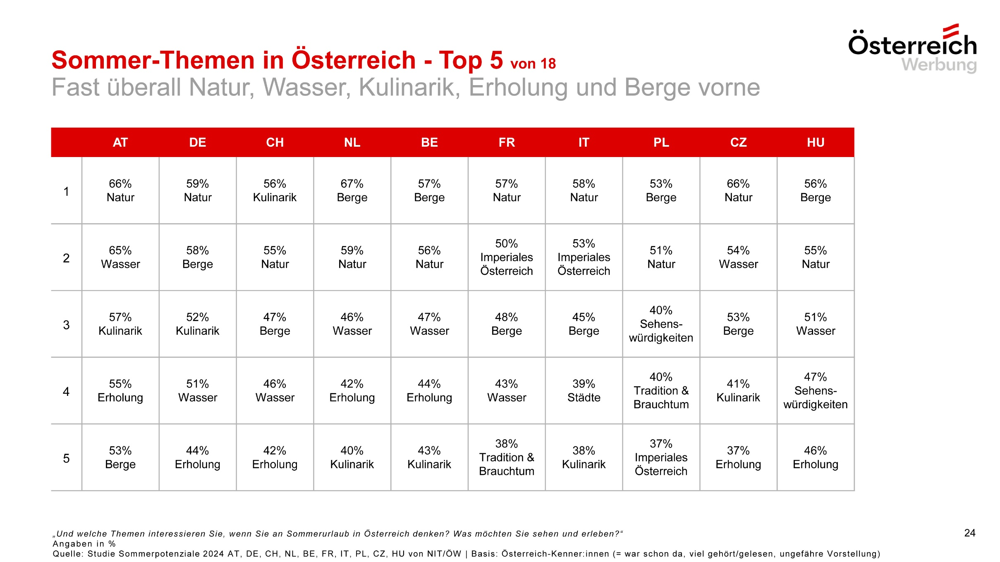 Österreich
Werbung
Sommer-Themen in Österreich - Top 5 von 18
Fast überall Natur, Wasser, Kulinarik, Erholung und Berge vorne
AT DE CH NL BE FR IT PL CZ HU
1
66%
Natur
59%
Natur
56%
Kulinarik
67%
Berge
57%
Berge
57%
Natur
58%
Natur
53%
Berge
66%
Natur
56%
Berge
2
65%
Wasser
58%
Berge
55%
Natur
59%
Natur
56%
Natur
50%
Imperiales
Österreich
53%
Imperiales
Österreich
51%
Natur
54%
Wasser
55%
Natur
3
57%
Kulinarik
52%
Kulinarik
47%
Berge
46%
Wasser
47%
Wasser
48%
Berge
45%
Berge
40%
Sehens-
würdigkeiten
53%
Berge
51%
Wasser
4
55%
Erholung
51%
Wasser
46%
Wasser
42%
Erholung
44%
Erholung
43%
Wasser
39%
Städte
40%
Tradition &
Brauchtum
41%
Kulinarik
47%
Sehens-
würdigkeiten
5
53%
Berge
44%
Erholung
42%
Erholung
40%
Kulinarik
43%
Kulinarik
38%
Tradition &
Brauchtum
38%
Kulinarik
37%
Imperiales
Österreich
37%
Erholung
46%
Erholung
„Und welche Themen interessieren Sie, wenn Sie an Sommerurlaub in Österreich denken? Was möchten Sie sehen und erleben?“
Angaben in %
Quelle: Studie Sommerpotenziale 2024 AT, DE, CH, NL, BE, FR, IT, PL, CZ, HU von NIT/ÖW | Basis: Österreich-Kenner:innen (= war schon da, viel gehört/gelesen, ungefähre Vorstellung)
24